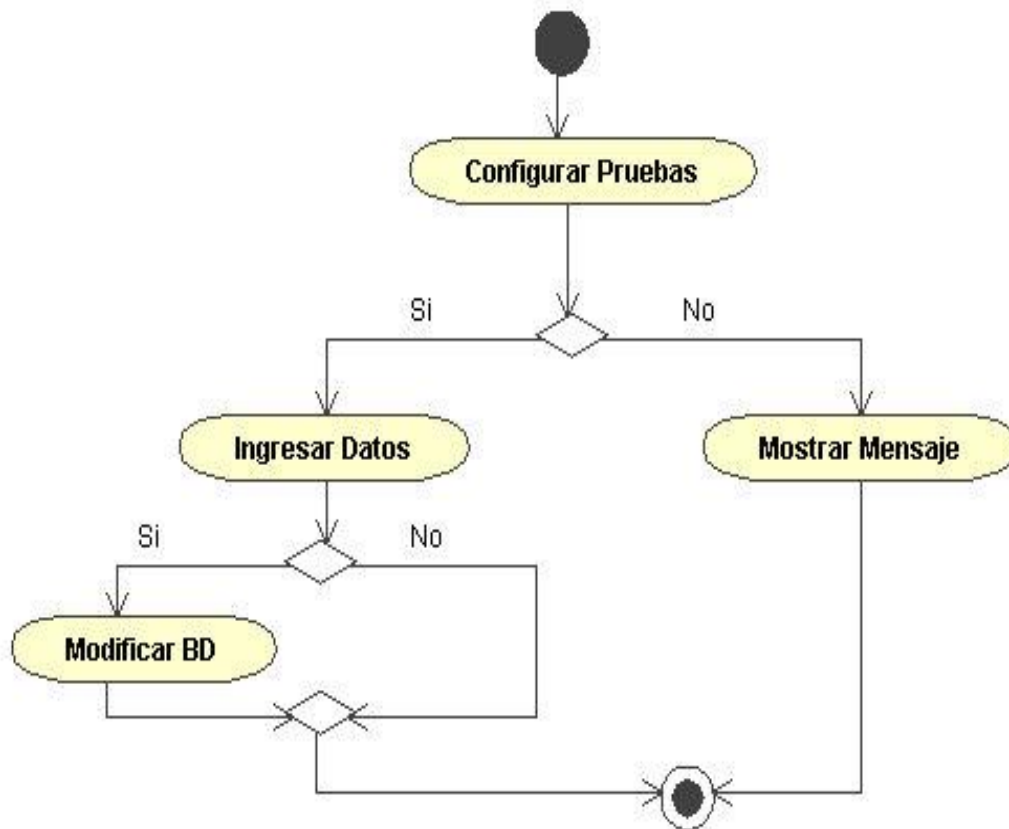 Configurar Pruebas
Si
No
Ingresar Datos
Mostrar Mensaje
Si
No
Modificar BD